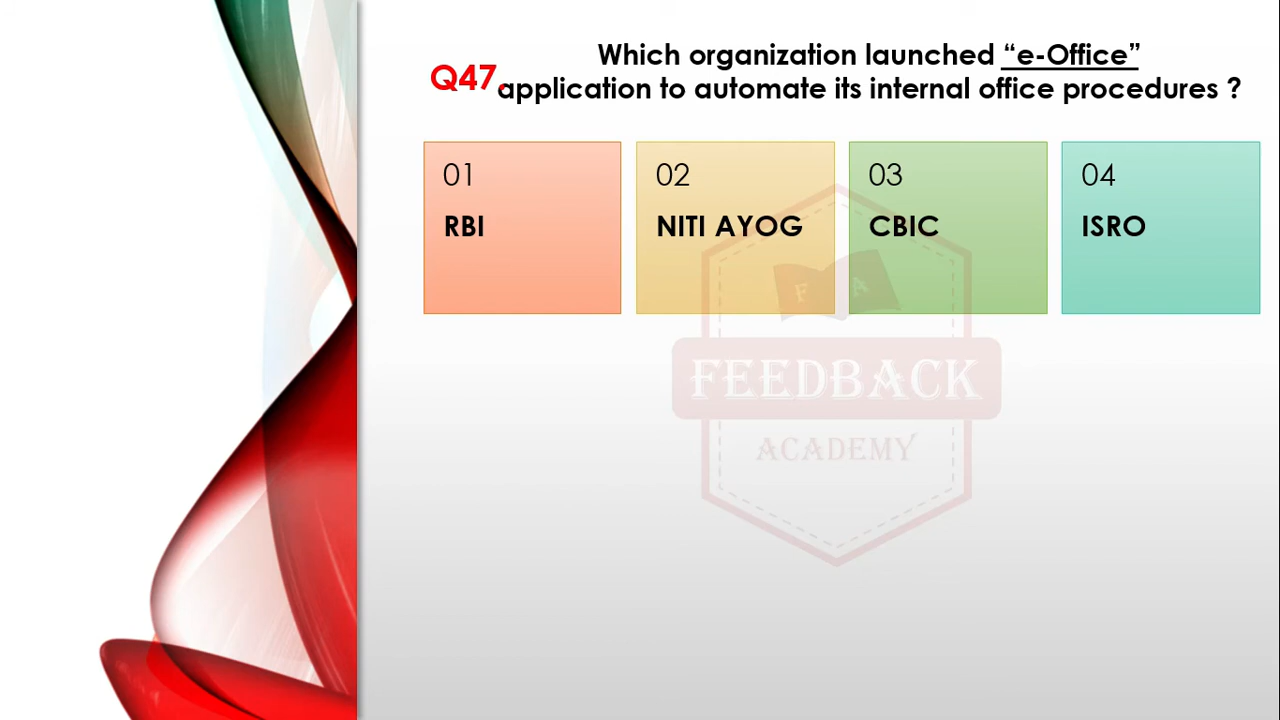 Which organization launched “e-Office”
Q47.
application to automate its internal office procedures ?
01
RBI
02
NITI AYOG
03
CBIC
04
ISRO
F A
FEEDBACK
ACADEMY